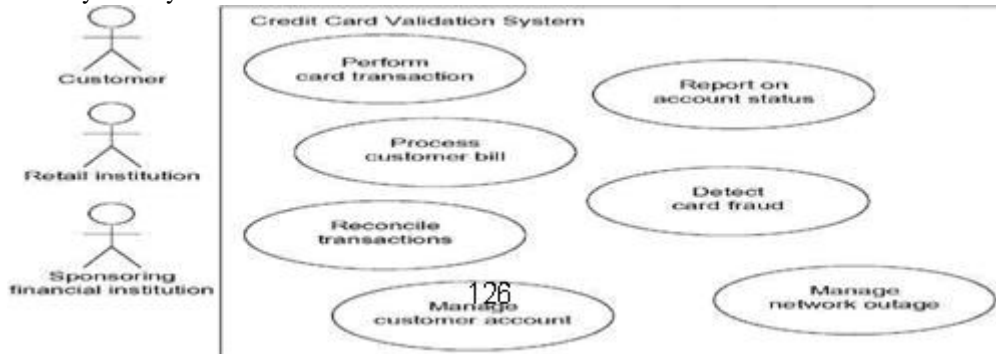 Credit Card Validation System
Customer
Retail institution
Sponsoring
financial institution
Perform
card transaction
Report on
account status
Process
customer bill
Detect
card fraud
Reconcile
transactions
126
Manage
customer account
Manage
network outage